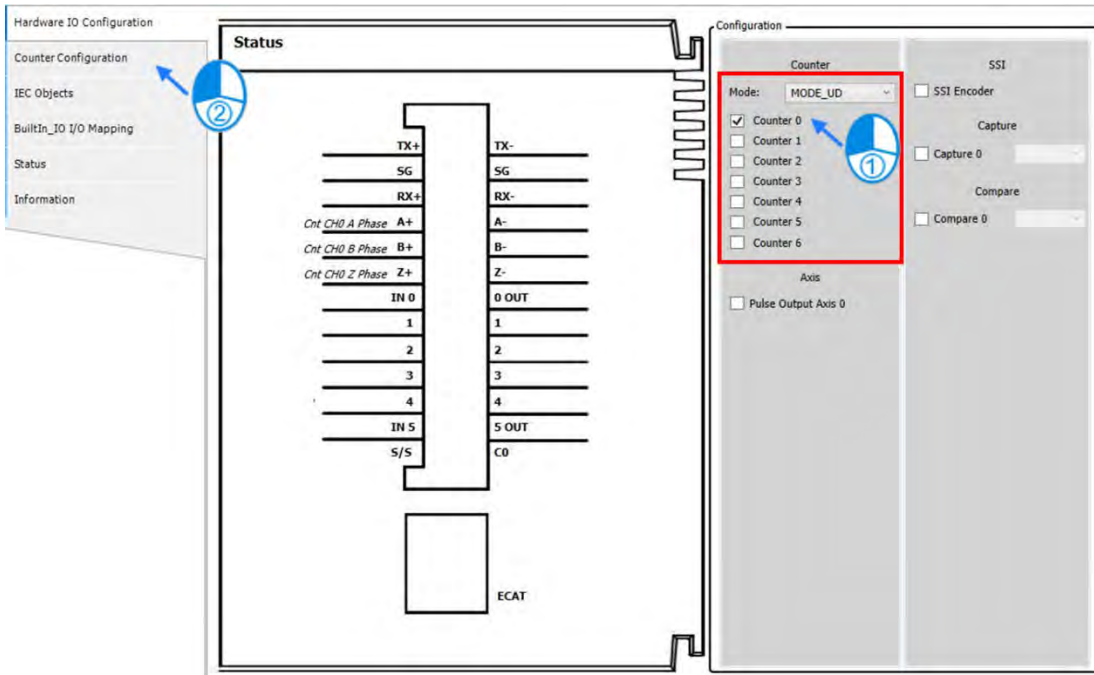 Hardware IO Configuration
Counter Configuration
IEC Objects
BuiltIn_IO I/O Mapping
Status
Information
②
Status
TX+ TX-
SG SG
RX+ RX-
Cnt CH0 A Phase A+ A-
Cnt CH0 B Phase B+ B-
Cnt CH0 Z Phase Z+ Z-
IN 0 0 OUT
1 1
2 2
3 3
4 4
IN 5 5 OUT
S/S C0
ECAT
Configuration
Counter
Mode: MODE_UD
Counter 0
Counter 1
Counter 2
Counter 3
Counter 4
Counter 5
Counter 6
①
Axis
Pulse Output Axis 0
SSI
SSI Encoder
Capture
Capture 0
Compare
Compare 0